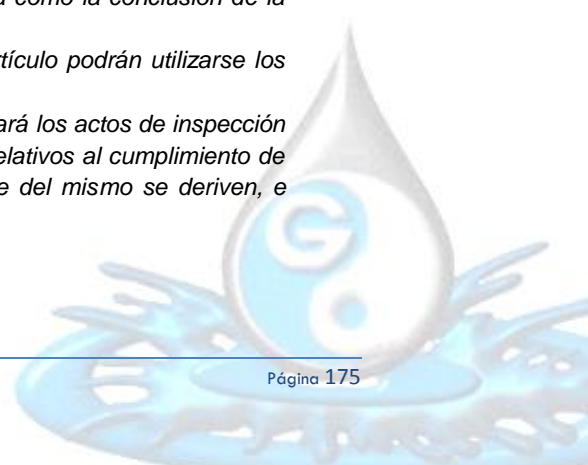 como la conclusión de la
tículo podrán utilizarse los
ará los actos de inspección
elativos al cumplimiento de
e del mismo se deriven, e
G
Página 175